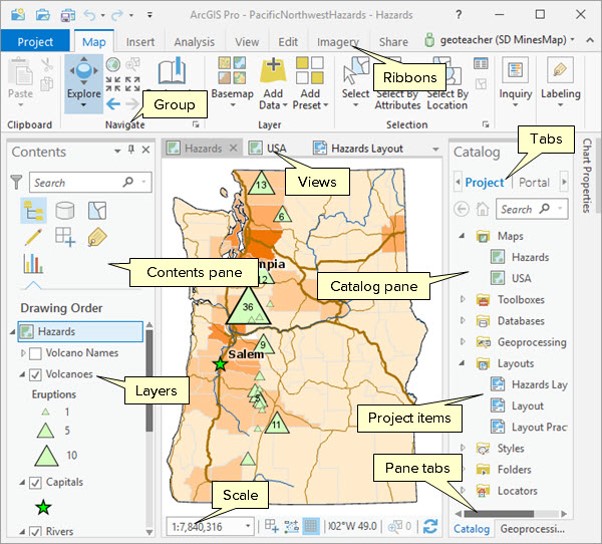 ArcGIS Pro - PacificNorthwestHazards - Hazards
Project Map Insert Analysis View Edit Imagery Share geoteacher (SD MinesMap)
Ribbons
Paste
Clipboard
Explore
Group
Navigate
Basemap
Add Data
Add Preset
Layer
Select
Select By Attributes
Select By Location
Selection
Inquiry
Labeling
Contents
Search
Contents pane
Drawing Order
Hazards
Volcano Names
Volcanoes
Layers
Eruptions
1
5
10
Capitals
Rivers
Hazards USA Hazards Layout
Views
13
6
mpia
12
36
9
Salem
5
11
Scale
1:7,840,316
02°W 49.0
0
Catalog
Tabs
Project Portal
Search
Maps
Hazards
USA
Catalog pane
Toolboxes
Databases
Geoprocessing
Layouts
Hazards Lay
Layout
Layout Prac
Project items
Styles
Folders
Pane tabs
Locators
Catalog Geoprocessi...
Chart Properties